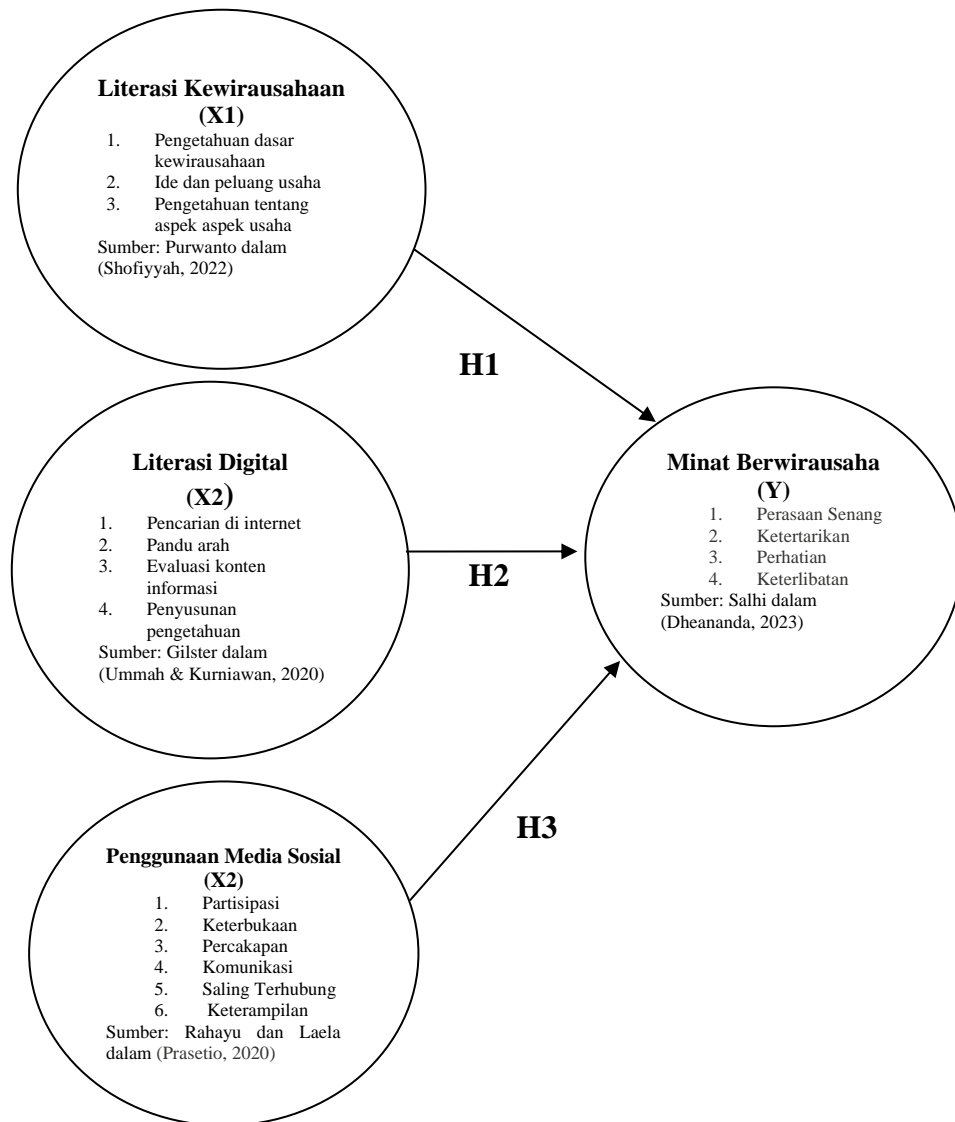 Literasi Kewirausahaan
(X1)
1. Pengetahuan dasar
kewirausahaan
2. Ide dan peluang usaha
3. Pengetahuan tentang
aspek aspek usaha
Sumber: Purwanto dalam
(Shofiyyah, 2022)
H1
Literasi Digital
(X2)
1. Pencarian di internet
2. Pandu arah
3. Evaluasi konten
informasi
4. Penyusunan
pengetahuan
Sumber: Gilster dalam
(Ummah & Kurniawan, 2020)
H2
Minat Berwirausaha
(Y)
1. Perasaan Senang
2. Ketertarikan
3. Perhatian
4. Keterlibatan
Sumber: Salhi dalam
(Dheananda, 2023)
H3
Penggunaan Media Sosial
(X2)
1. Partisipasi
2. Keterbukaan
3. Percakapan
4. Komunikasi
5. Saling Terhubung
6. Keterampilan
Sumber: Rahayu dan Laela
dalam (Prasetio, 2020)